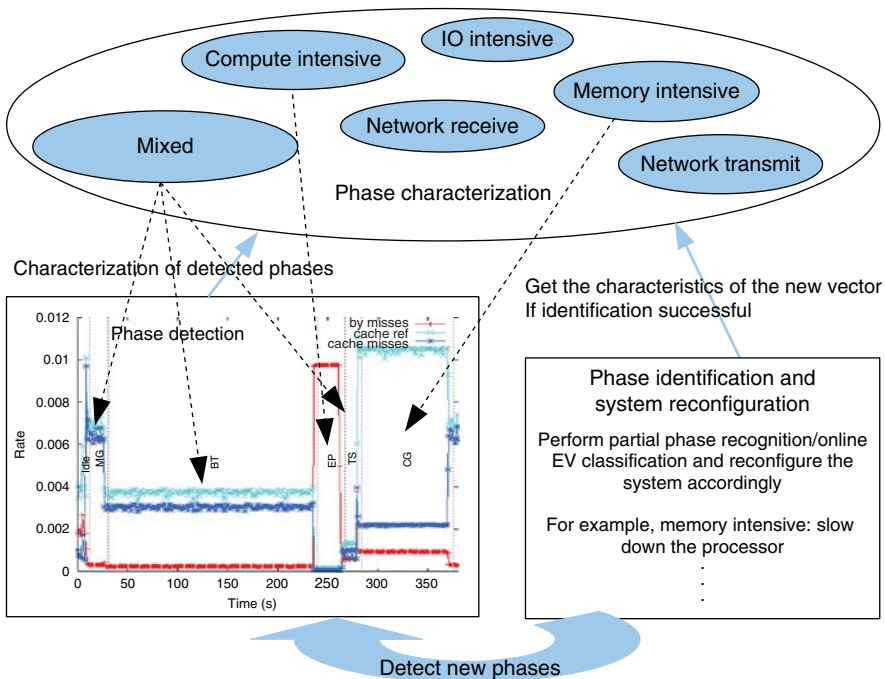 IO intensive
Compute intensive
Memory intensive
Network receive
Mixed
Network transmit
Phase characterization
Characterization of detected phases
Get the characteristics of the new vector
If identification successful
0.012
0.01
0.008
0.006
0.004
0.002
0
Rate
Phase detection
by misses
cache ref
cache misses
Idle
MG
BT
EP
TS
CG
0 50 100 150 200 250 300 350
Time (s)
Phase identification and
system reconfiguration
Perform partial phase recognition/online
EV classification and reconfigure the
system accordingly
For example, memory intensive: slow
down the processor
.
.
.
Detect new phases